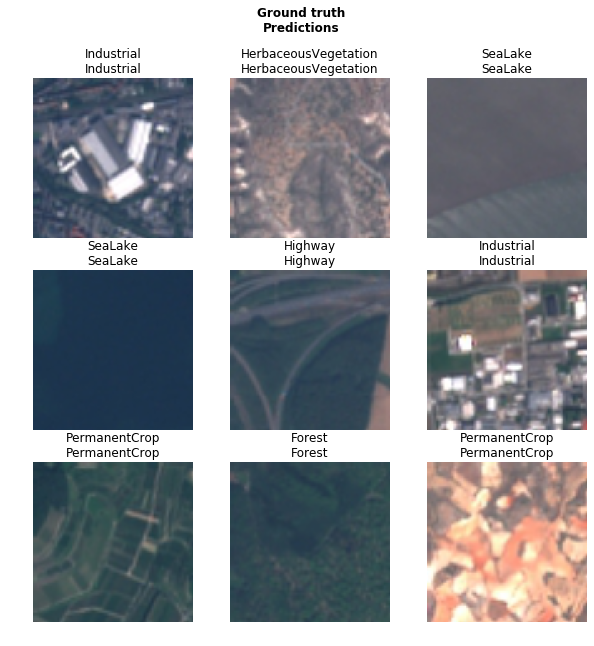 Ground truth
Predictions
Industrial
Industrial
HerbaceousVegetation
HerbaceousVegetation
SeaLake
SeaLake
SeaLake
SeaLake
Highway
Highway
Industrial
Industrial
PermanentCrop
PermanentCrop
Forest
Forest
PermanentCrop
PermanentCrop